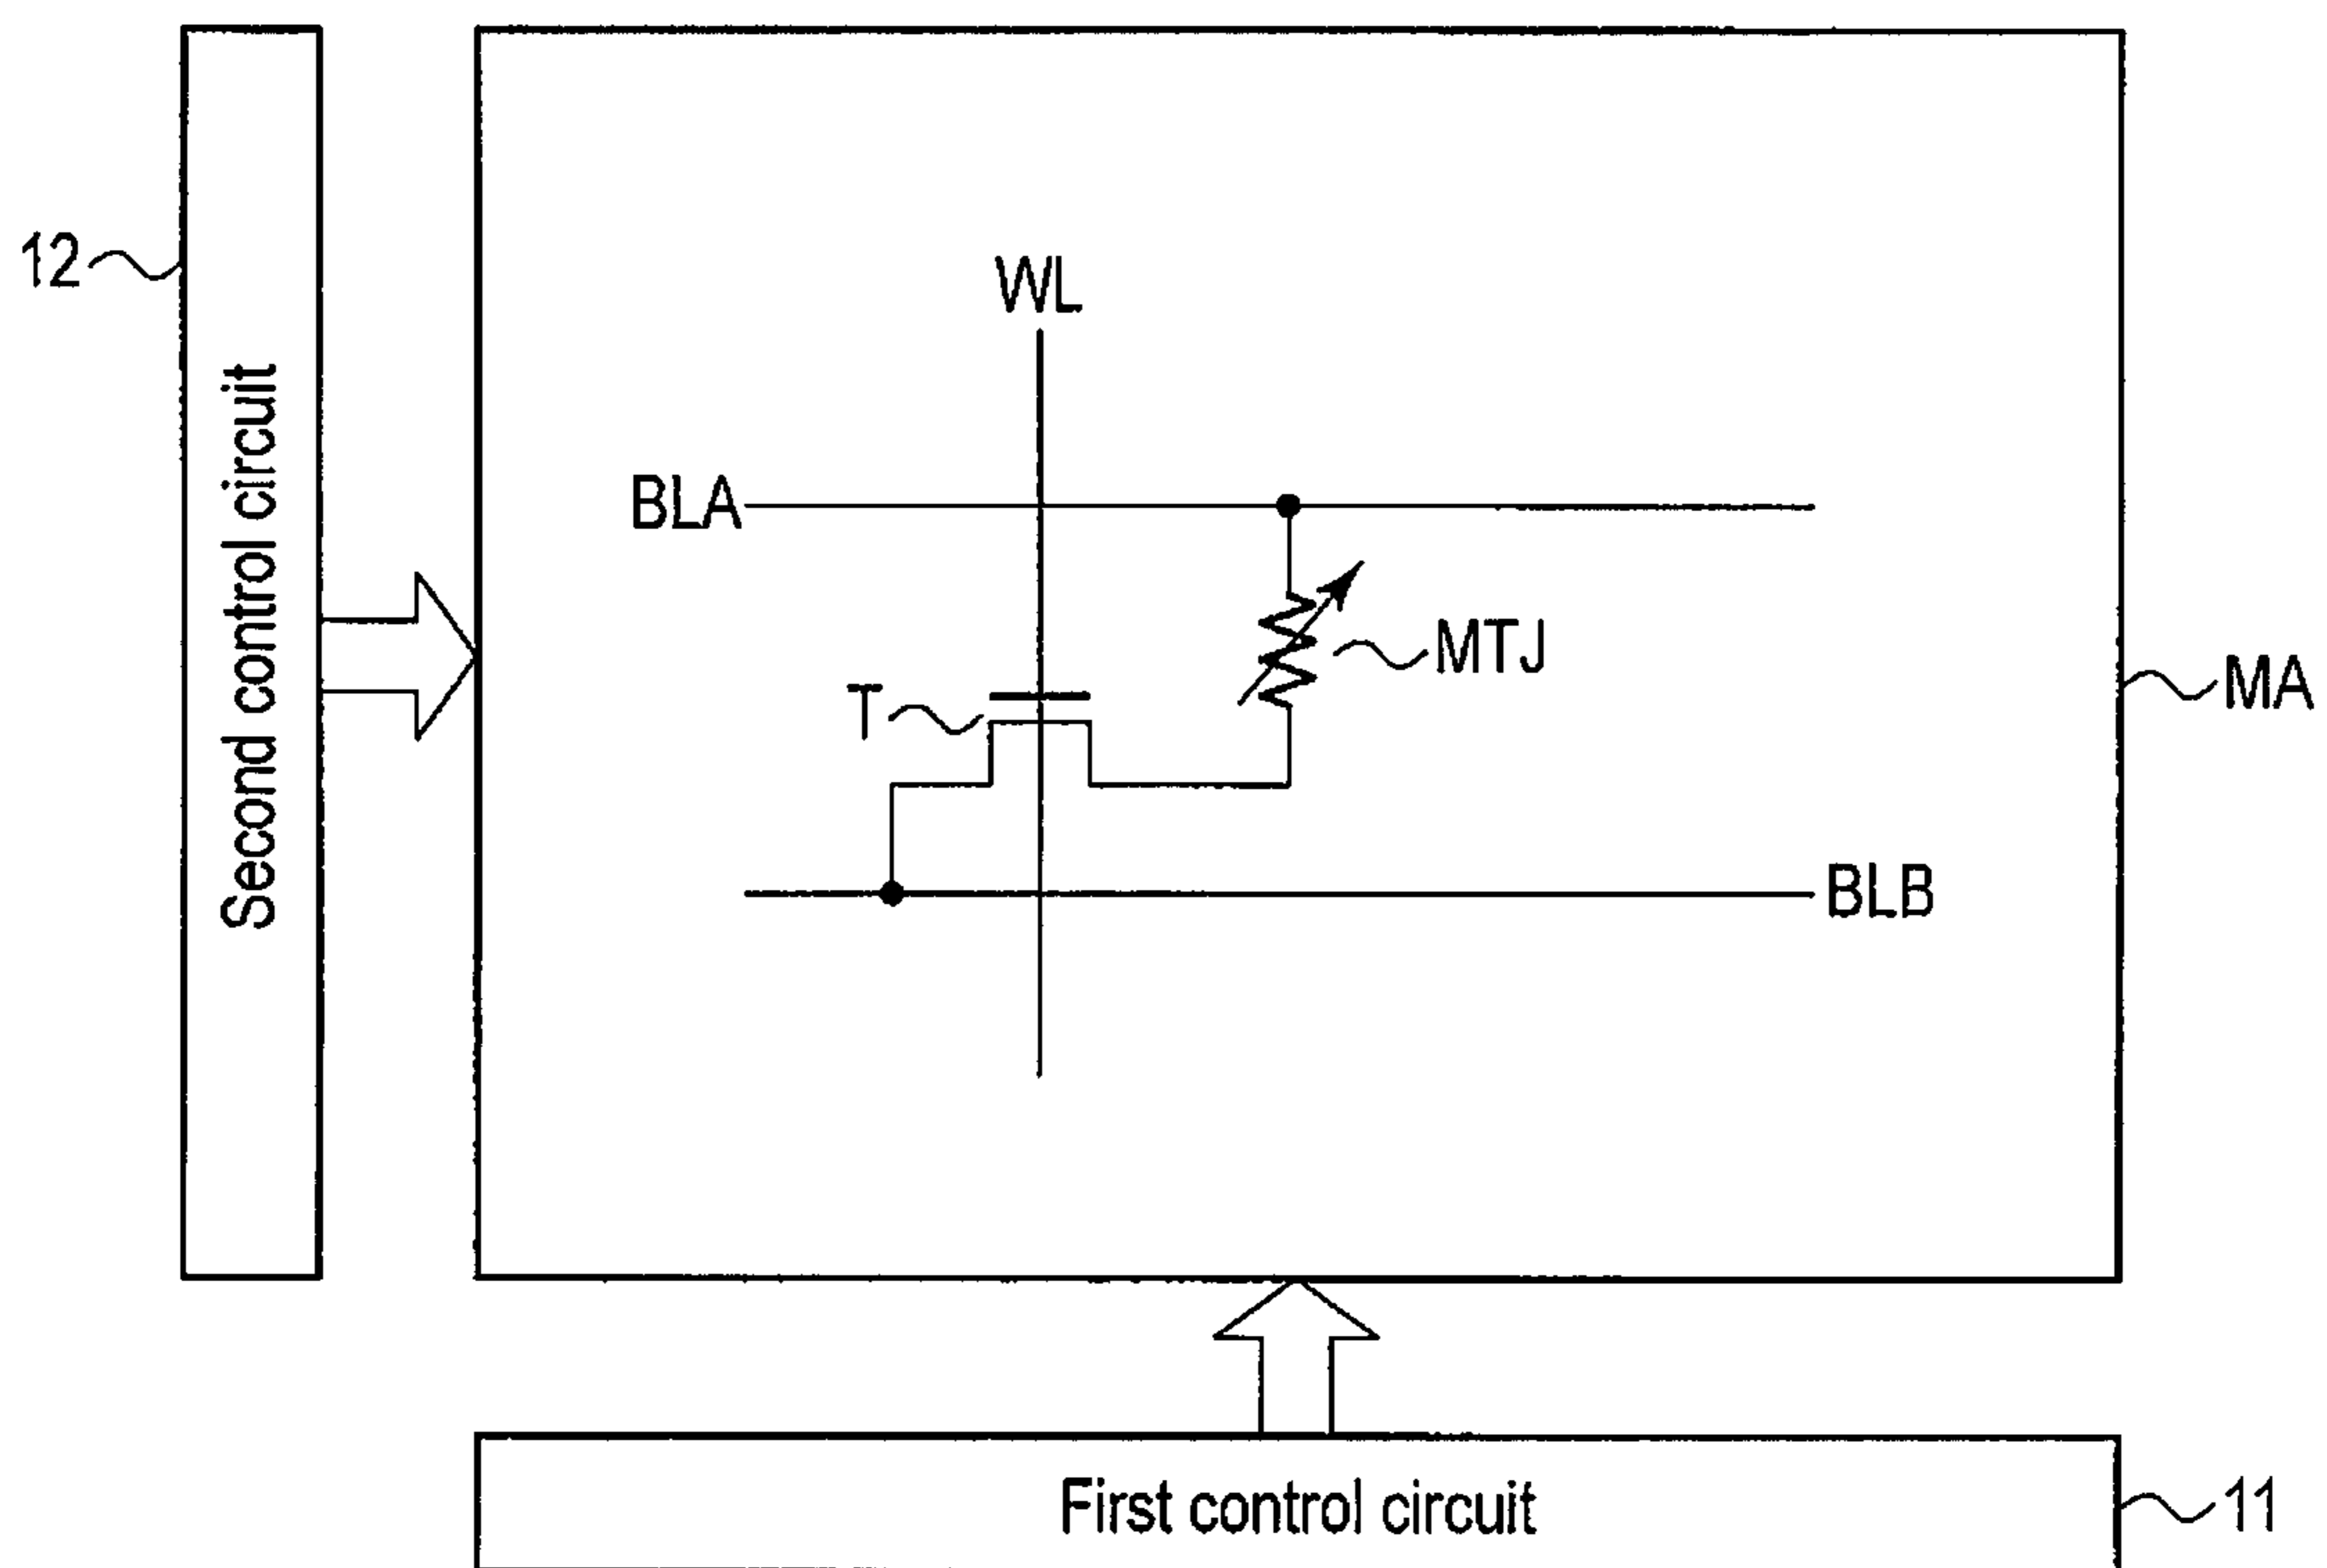 12
Second control circuit
WL
BLA
MTJ
T
MA
BLB
First control circuit
11